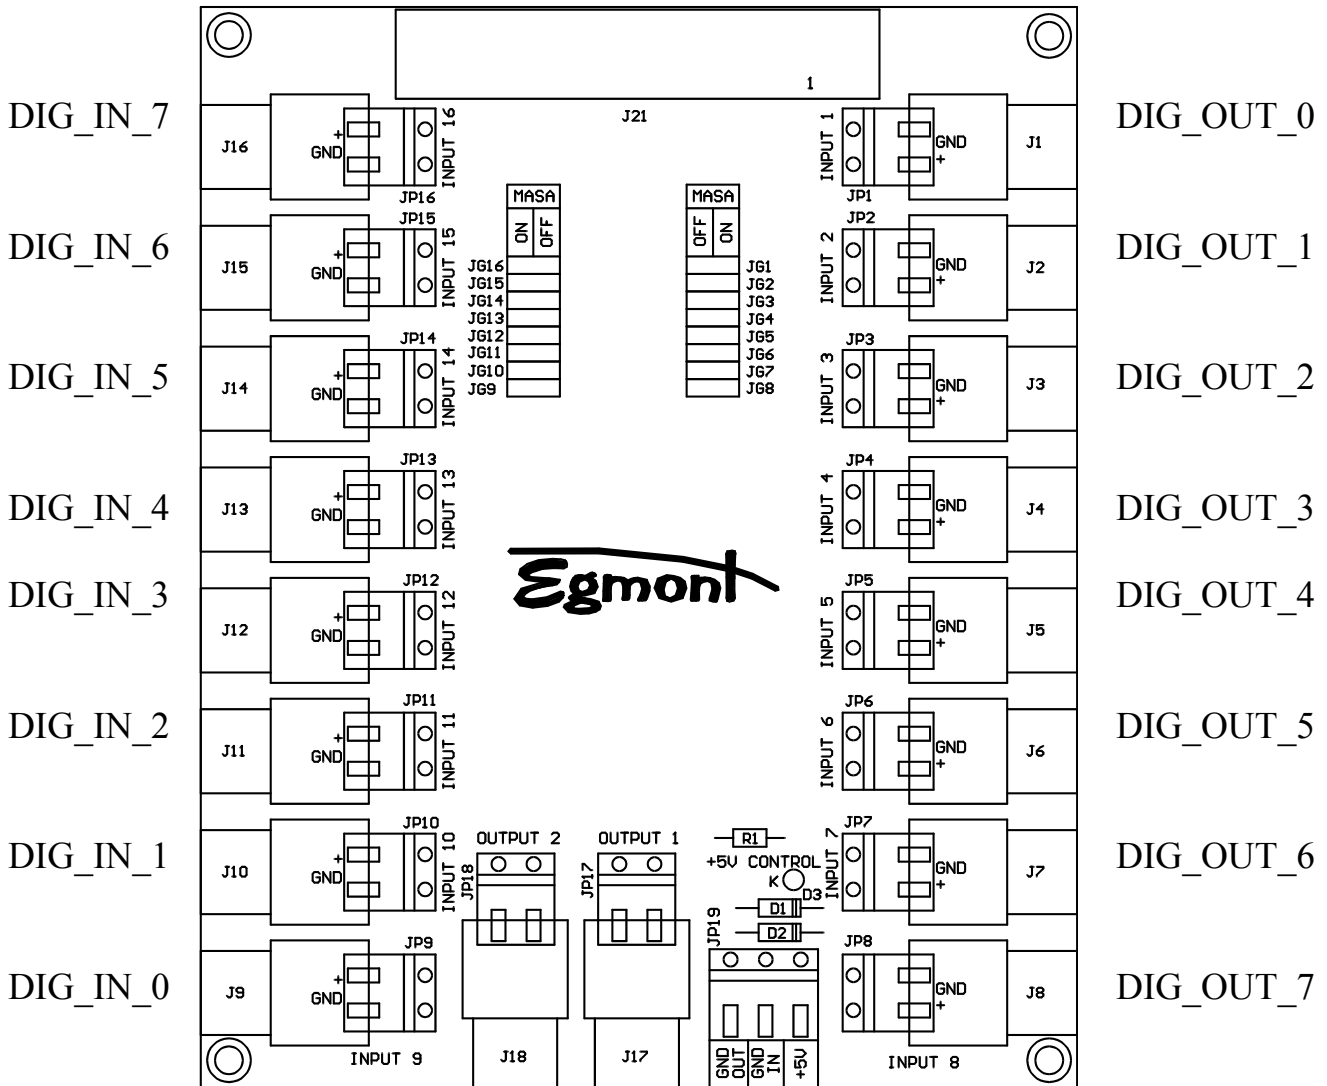 1
J21
DIG_IN_7
J16
+
GND
INPUT 16
JP16
INPUT 1
JP1
GND
+
J1
DIG_OUT_0
MASA
ON
OFF
MASA
OFF
ON
DIG_IN_6
J15
+
GND
JP15
INPUT 15
JP2
INPUT 2
GND
+
J2
DIG_OUT_1
JG16
JG15
JG14
JG13
JG12
JG11
JG10
JG9
JG1
JG2
JG3
JG4
JG5
JG6
JG7
JG8
DIG_IN_5
J14
+
GND
JP14
INPUT 14
JP3
INPUT 3
GND
+
J3
DIG_OUT_2
DIG_IN_4
J13
+
GND
JP13
INPUT 13
JP4
INPUT 4
GND
+
J4
DIG_OUT_3
Egmont
DIG_IN_3
J12
+
GND
JP12
INPUT 12
JP5
INPUT 5
GND
+
J5
DIG_OUT_4
DIG_IN_2
J11
+
GND
JP11
INPUT 11
JP6
INPUT 6
GND
+
J6
DIG_OUT_5
DIG_IN_1
J10
+
GND
JP10
INPUT 10
OUTPUT 2
JP18
OUTPUT 1
JP17
R1
+5V CONTROL
K
D3
D1
D2
JP19
JP7
INPUT 7
GND
+
J7
DIG_OUT_6
DIG_IN_0
J9
+
GND
JP9
INPUT 9
J18
J17
GND OUT
GND IN
+5V
JP8
GND
+
J8
INPUT 8
DIG_OUT_7